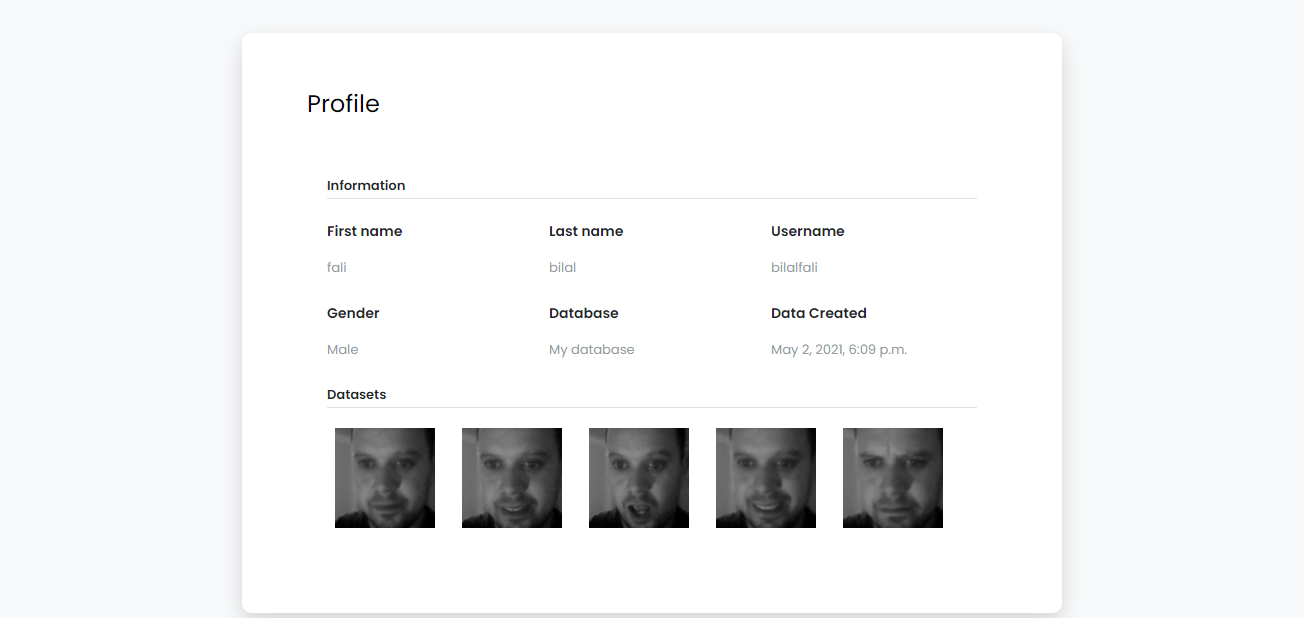 Profile
Information
First name Last name Username
fali bilal bilalfali
Gender Database Data Created
Male My database May 2, 2021, 6:09 p.m.
Datasets